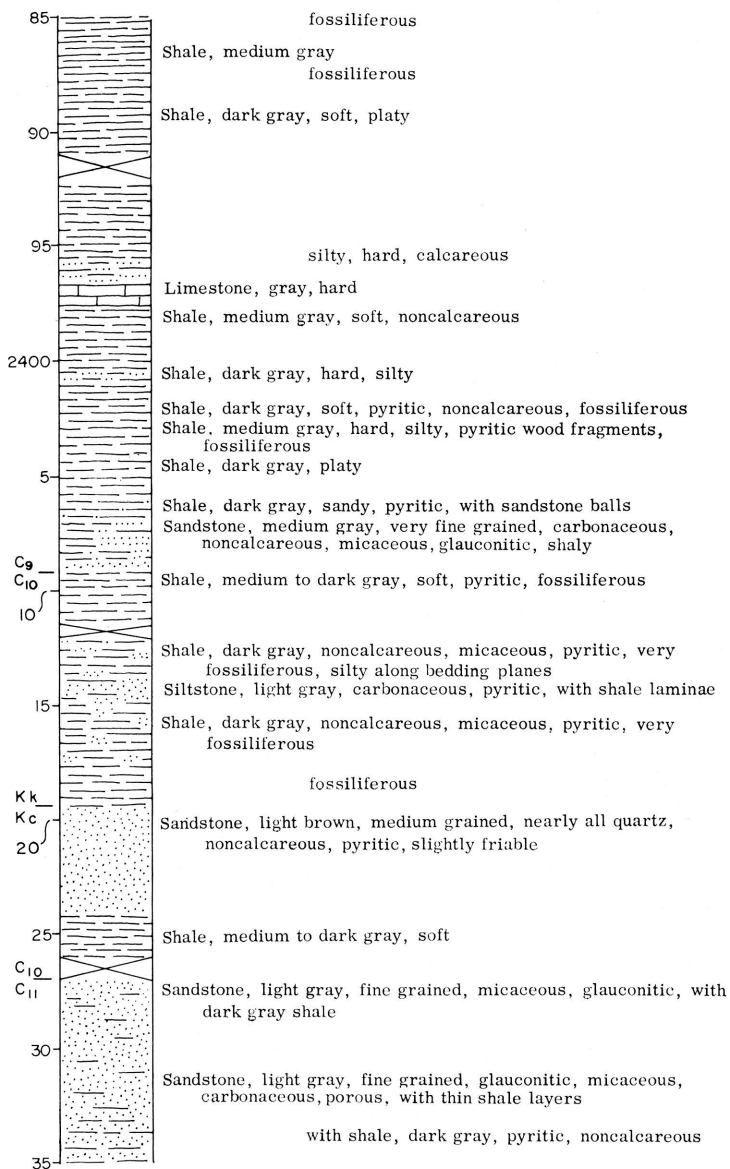 85
fossiliferous
Shale, medium gray
fossiliferous
Shale, dark gray, soft, platy
90
95
silty, hard, calcareous
Limestone, gray, hard
Shale, medium gray, soft, noncalcareous
2400
Shale, dark gray, hard, silty
Shale, dark gray, soft, pyritic, noncalcareous, fossiliferous
Shale. medium gray, hard, silty, pyritic wood fragments,
fossiliferous
Shale, dark gray, platy
5
Shale, dark gray, sandy, pyritic, with sandstone balls
Sandstone, medium gray, very fine grained, carbonaceous,
noncalcareous, micaceous, glauconitic, shaly
C9
C10
Shale, medium to dark gray, soft, pyritic, fossiliferous
10
Shale, dark gray, noncalcareous, micaceous, pyritic, very
fossiliferous, silty along bedding planes
Siltstone, light gray, carbonaceous, pyritic, with shale laminae
15
Shale, dark gray, noncalcareous, micaceous, pyritic, very
fossiliferous
fossiliferous
Kk
Kc
Sandstone, light brown, medium grained, nearly all quartz,
20
noncalcareous, pyritic, slightly friable
25
Shale, medium to dark gray, soft
C10
C11
Sandstone, light gray, fine grained, micaceous, glauconitic, with
dark gray shale
30
Sandstone, light gray, fine grained, glauconitic, micaceous,
carbonaceous, porous, with thin shale layers
with shale, dark gray, pyritic, noncalcareous
35